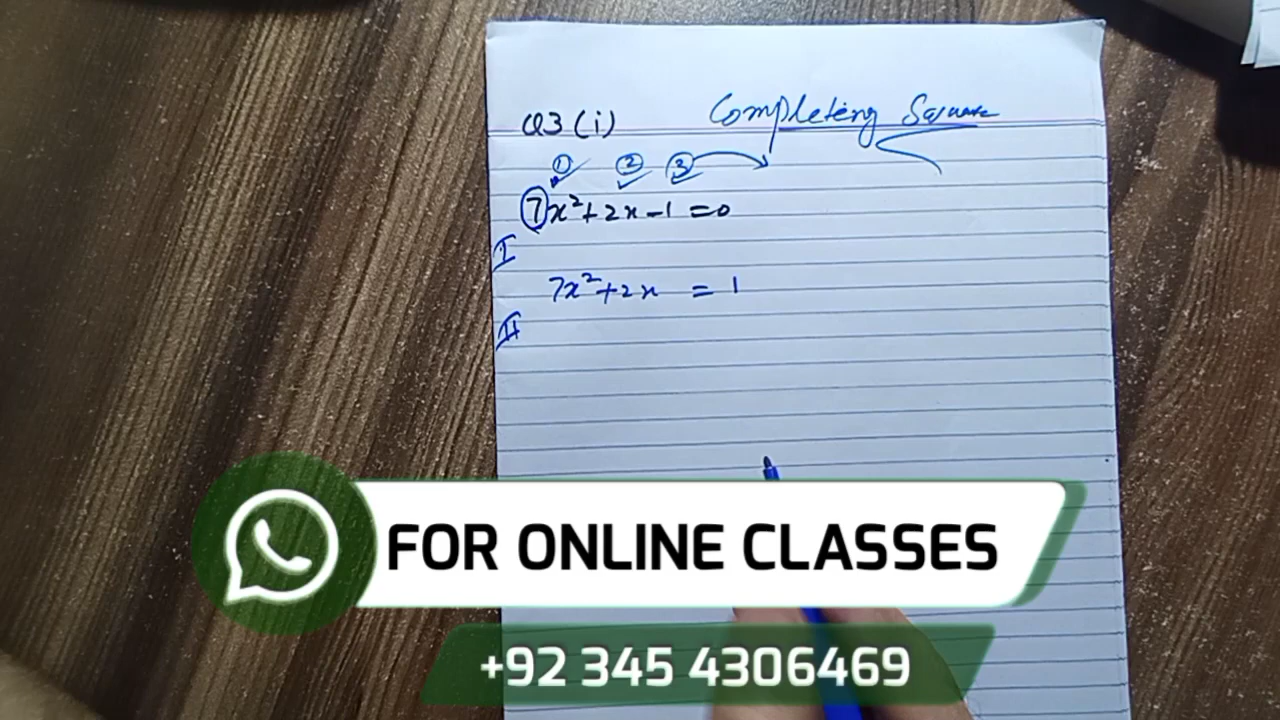 Q3 (i) Completing Square
① ② ③
7x²+2x-1=0
I
7x²+2x = 1
II
FOR ONLINE CLASSES
+92 345 4306469